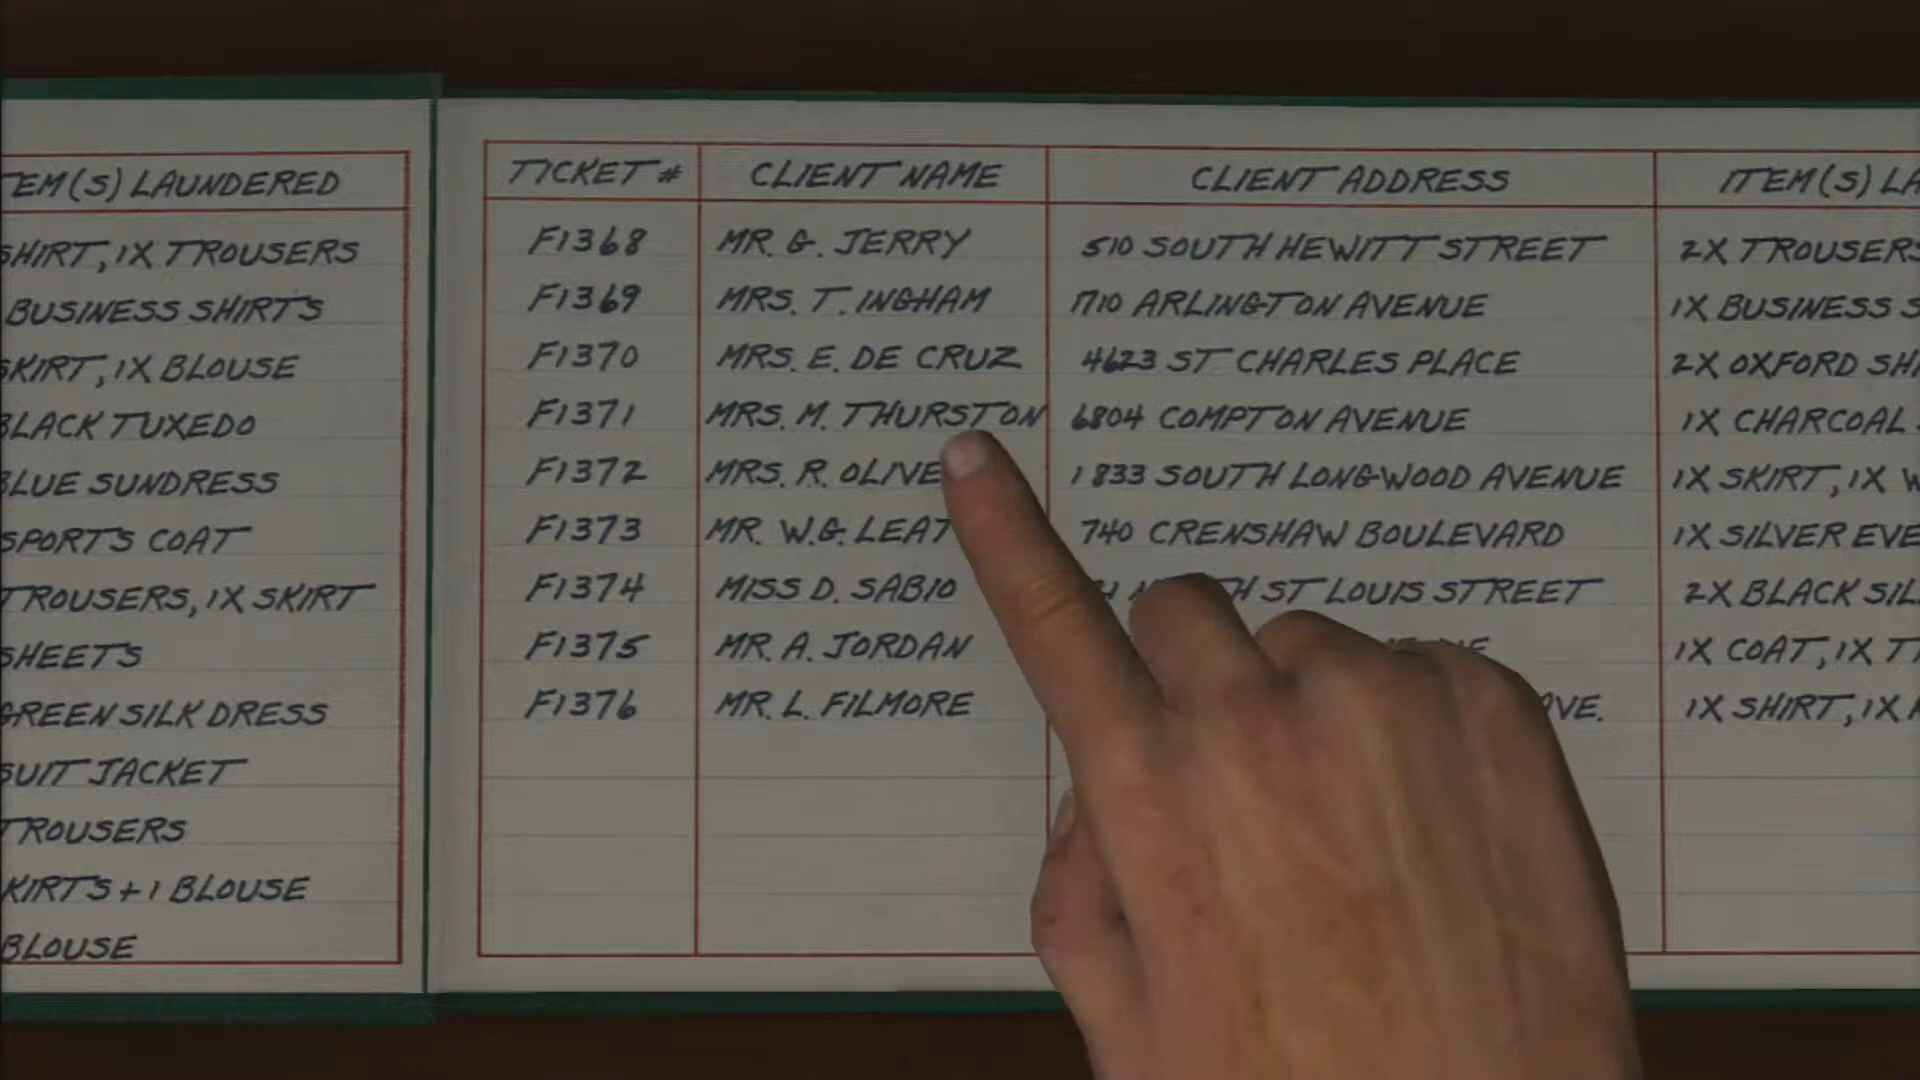 TEM(S) LAUNDERED
SHIRT, 1X TROUSERS
BUSINESS SHIRTS
SKIRT, 1X BLOUSE
BLACK TUXEDO
BLUE SUNDRESS
SPORTS COAT
TROUSERS, 1X SKIRT
SHEETS
GREEN SILK DRESS
SUIT JACKET
TROUSERS
KIRTS + 1 BLOUSE
BLOUSE
TICKET # CLIENT NAME CLIENT ADDRESS ITEM(S) LA
F1368 MR. G. JERRY 510 SOUTH HEWITT STREET 2X TROUSERS
F1369 MRS. T. INGHAM 1710 ARLINGTON AVENUE 1X BUSINESS S
F1370 MRS. E. DE CRUZ 4623 ST CHARLES PLACE 2X OXFORD SHI
F1371 MRS. M. THURSTON 6804 COMPTON AVENUE 1X CHARCOAL
F1372 MRS. R. OLIVE 1833 SOUTH LONGWOOD AVENUE 1X SKIRT, 1X W
F1373 MR. W.G. LEAT 740 CRENSHAW BOULEVARD 1X SILVER EVE
F1374 MISS D. SABIO ST LOUIS STREET 2X BLACK SIL
F1375 MR. A. JORDAN 1X COAT, 1X T
F1376 MR. L. FILMORE AVE. 1X SHIRT, 1X